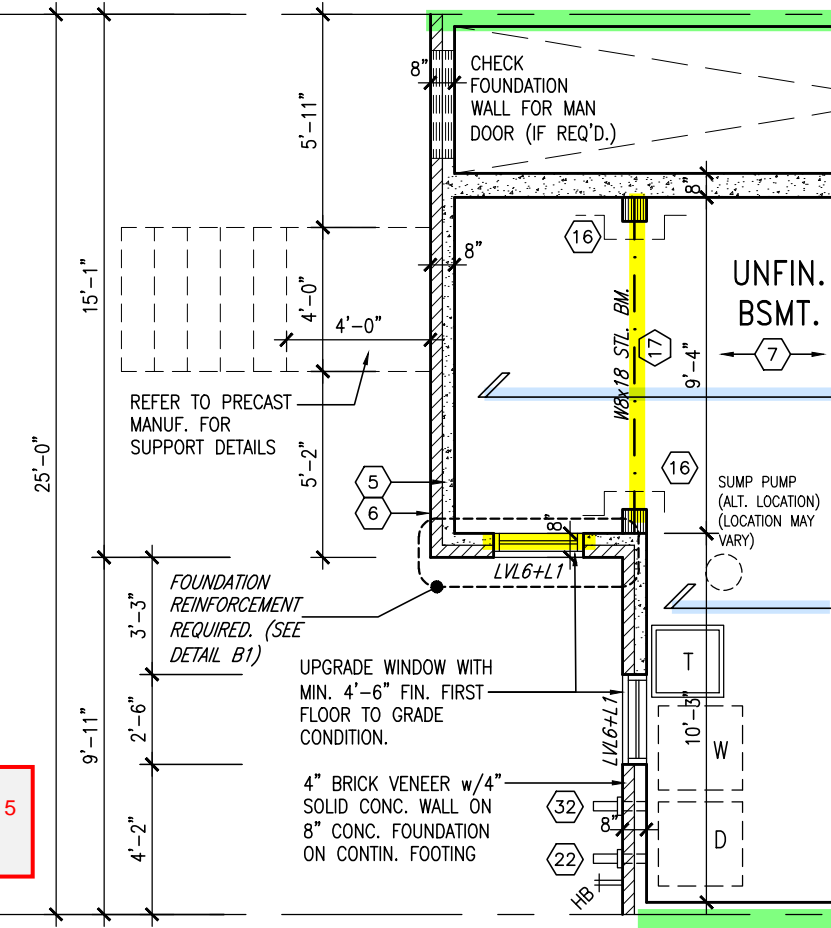 8"
CHECK
FOUNDATION
WALL FOR MAN
DOOR (IF REQ'D.)
5'-11"
8"
16
8"
UNFIN.
BSMT.
15'-1"
4'-0"
4'-0"
W8x18 STL. BM.
17
7
9'-4"
REFER TO PRECAST
MANUF. FOR
SUPPORT DETAILS
25'-0"
5'-2"
5
6
16
SUMP PUMP
(ALT. LOCATION)
(LOCATION MAY
VARY)
8"
LVL6+L1
FOUNDATION
REINFORCEMENT
REQUIRED. (SEE
DETAIL B1)
3'-3"
T
UPGRADE WINDOW WITH
MIN. 4'-6" FIN. FIRST
FLOOR TO GRADE
CONDITION.
2'-6"
9'-11"
LVL6+L1
10'-3"
W
4" BRICK VENEER w/4"
SOLID CONC. WALL ON
8" CONC. FOUNDATION
ON CONTIN. FOOTING
5
32
8"
4'-2"
D
22
HB